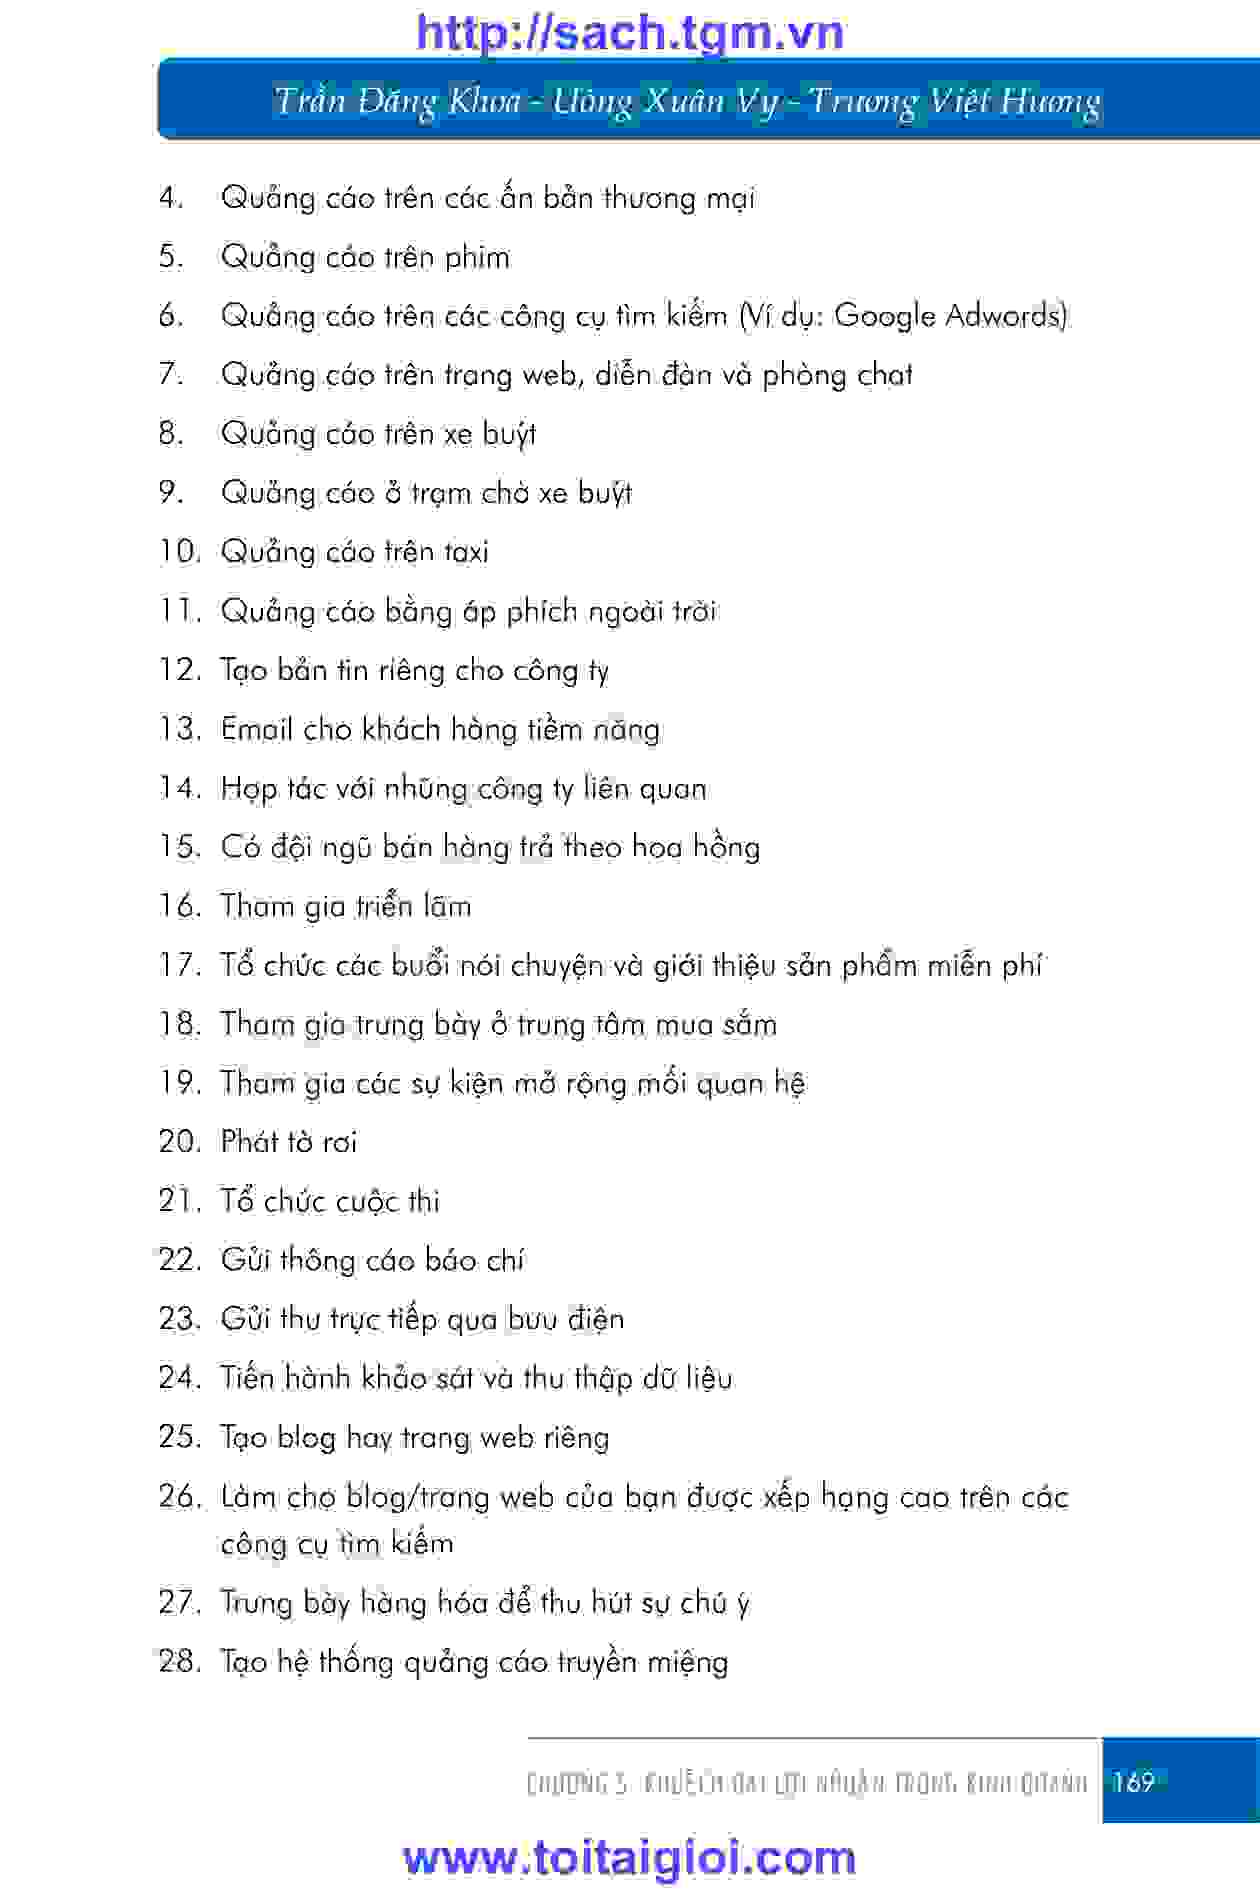 http://sach.tgm.vn
Trần Đăng Khoa - Uông Xuân Vy - Trương Việt Hương
4. Quảng cáo trên các ấn bản thương mại
5. Quảng cáo trên phim
6. Quảng cáo trên các công cụ tìm kiếm (Ví dụ: Google Adwords)
7. Quảng cáo trên trang web, diễn đàn và phòng chat
8. Quảng cáo trên xe buýt
9. Quảng cáo ở trạm chờ xe buýt
10. Quảng cáo trên taxi
11. Quảng cáo bằng áp phích ngoài trời
12. Tạo bản tin riêng cho công ty
13. Email cho khách hàng tiềm năng
14. Hợp tác với những công ty liên quan
15. Có đội ngũ bán hàng trả theo hoa hồng
16. Tham gia triển lãm
17. Tổ chức các buổi nói chuyện và giới thiệu sản phẩm miễn phí
18. Tham gia trưng bày ở trung tâm mua sắm
19. Tham gia các sự kiện mở rộng mối quan hệ
20. Phát tờ rơi
21. Tổ chức cuộc thi
22. Gửi thông cáo báo chí
23. Gửi thư trực tiếp qua bưu điện
24. Tiến hành khảo sát và thu thập dữ liệu
25. Tạo blog hay trang web riêng
26. Làm cho blog/trang web của bạn được xếp hạng cao trên các
công cụ tìm kiếm
27. Trưng bày hàng hóa để thu hút sự chú ý
28. Tạo hệ thống quảng cáo truyền miệng
CHƯƠNG 5: KHUẾCH ĐẠI LỢI NHUẬN TRONG KINH DOANH 169
www.toitaigioi.com